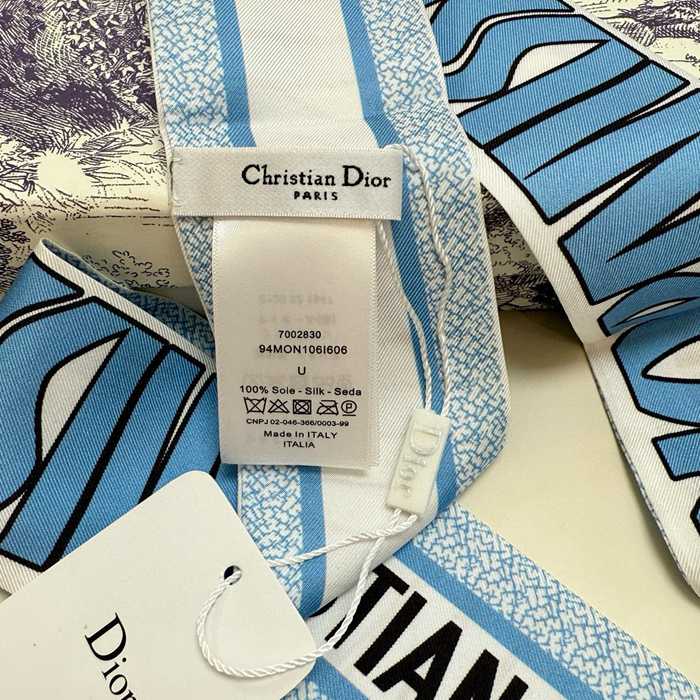 Christian Dior
PARIS
7002830
94MON106I606
U
100% Soie - Silk - Seda
CNPJ 02-046-366/0003-99
Made In ITALY
ITALIA
Dior
Dior
TIAN